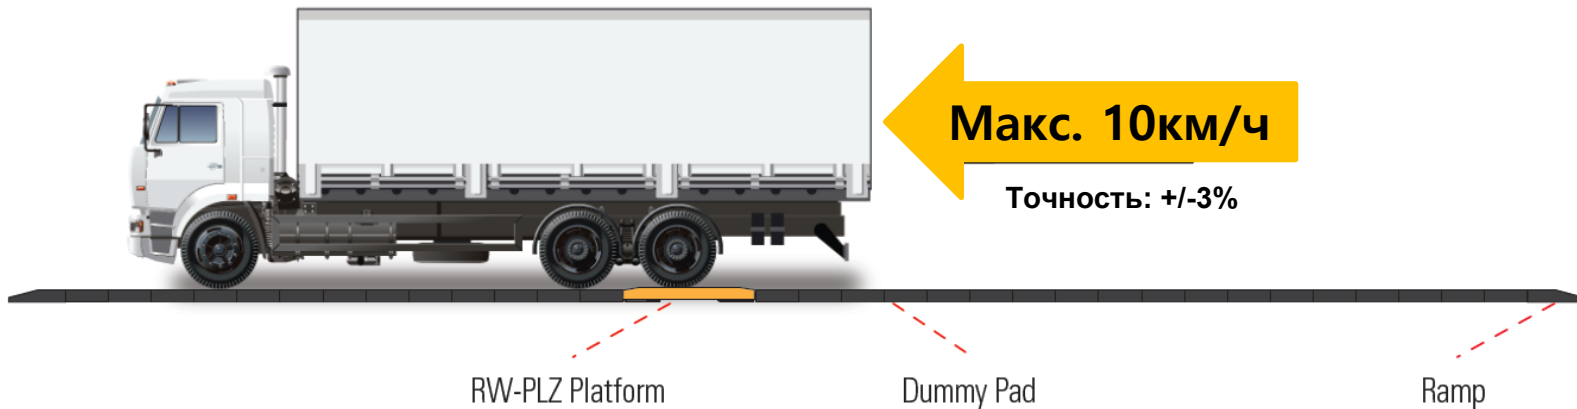 Макс. 10км/ч
Точность: +/-3%
RW-PLZ Platform
Dummy Pad
Ramp